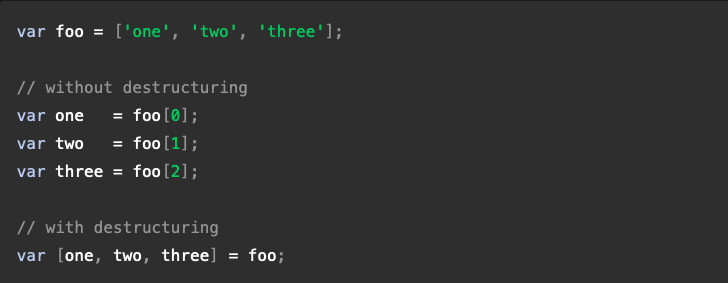 var foo = ['one', 'two', 'three'];
// without destructuring
var one   = foo[0];
var two   = foo[1];
var three = foo[2];
// with destructuring
var [one, two, three] = foo;